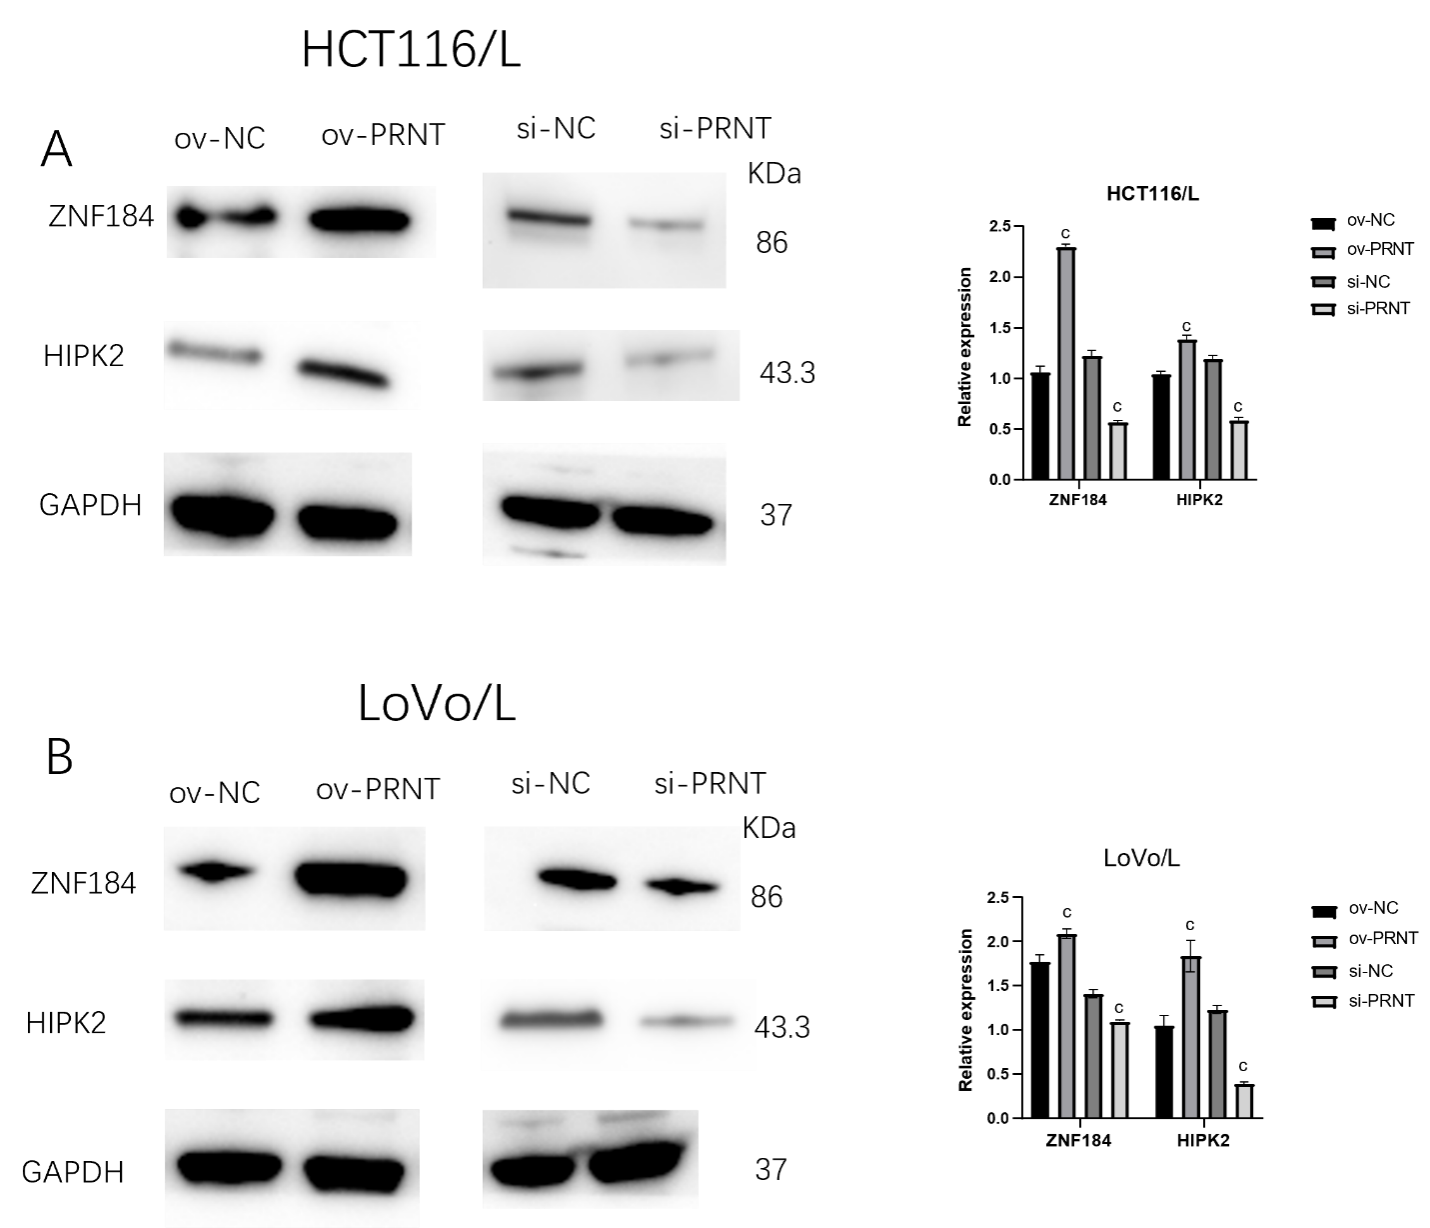 HCT116/L
A
ov-NC ov-PRNT si-NC si-PRNT
KDa
ZNF184
86
HIPK2
43.3
GAPDH
37
HCT116/L
Relative expression
2.5
2.0
1.5
1.0
0.5
0.0
c
c
c
c
ZNF184 HIPK2
ov-NC
ov-PRNT
si-NC
si-PRNT
LoVo/L
B
ov-NC ov-PRNT si-NC si-PRNT
KDa
ZNF184
86
HIPK2
43.3
GAPDH
37
LoVo/L
Relative expression
2.5
2.0
1.5
1.0
0.5
0.0
c
c
c
c
ZNF184 HIPK2
ov-NC
ov-PRNT
si-NC
si-PRNT